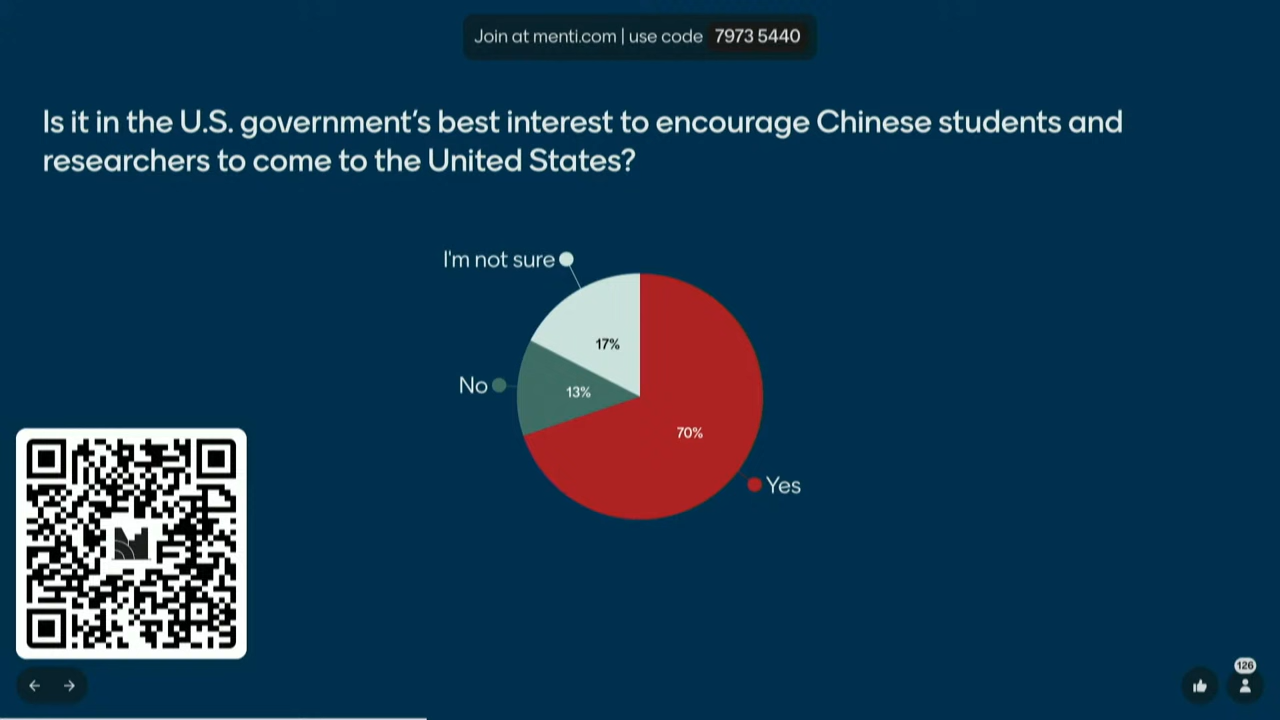 Join at menti.com | use code 7973 5440
Is it in the U.S. government's best interest to encourage Chinese students and
researchers to come to the United States?
I'm not sure
17%
No
13%
70%
Yes
126